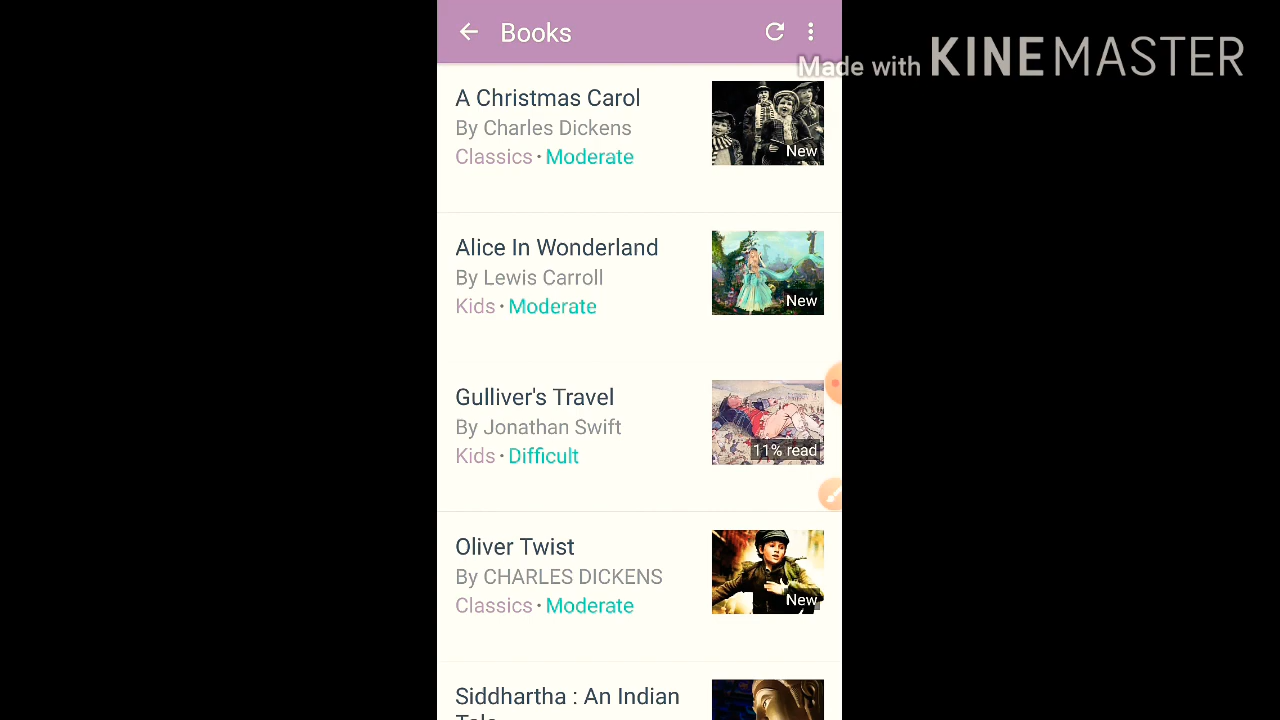 Books
Made with KINEMASTER
A Christmas Carol
By Charles Dickens
Classics · Moderate
New
Alice In Wonderland
By Lewis Carroll
Kids · Moderate
New
Gulliver's Travel
By Jonathan Swift
Kids · Difficult
11% read
Oliver Twist
By CHARLES DICKENS
Classics · Moderate
New
Siddhartha : An Indian